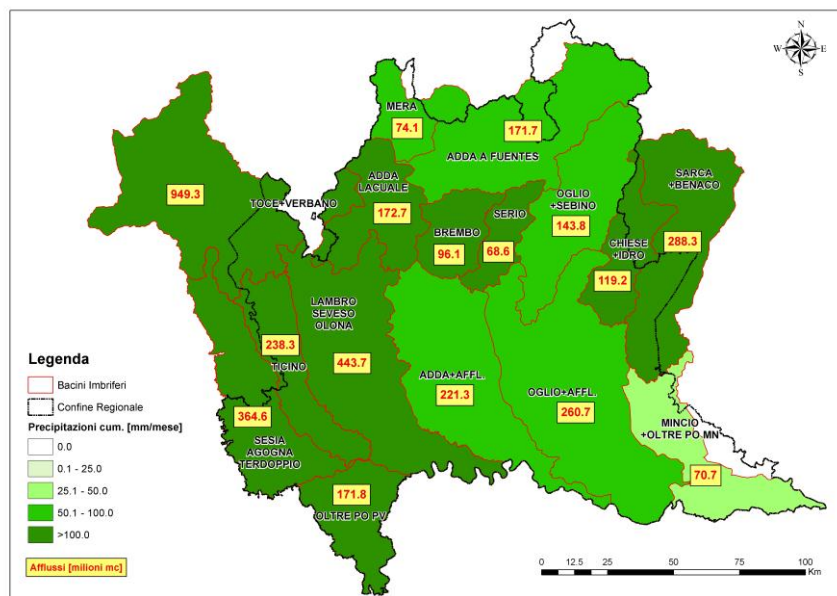 N
W E
S
MERA
74.1
171.7
ADDA A FUENTES
SARCA
+BENACO
949.3
ADDA
LACUALE
TOCE+VERBANO
172.7
OGLIO
+SEBINO
143.8
SERIO
BREMBO
96.1
68.6
288.3
CHIESE
+IDRO
119.2
LAMBRO
SEVESO
OLONA
238.3
TICINO
443.7
ADDA+AFFL.
221.3
OGLIO+AFFL.
260.7
364.6
SESIA
AGOGNA
TERDOPPIO
MINCIO
+OLTRE PO MN
70.7
171.8
OLTRE PO PV
Legenda
Bacini Imbriferi
Confine Regionale
Precipitazioni cum. [mm/mese]
0.0
0.1 - 25.0
25.1 - 50.0
50.1 - 100.0
>100.0
Afflussi [milioni mc]
0 12.5 25 50 75 100
Km